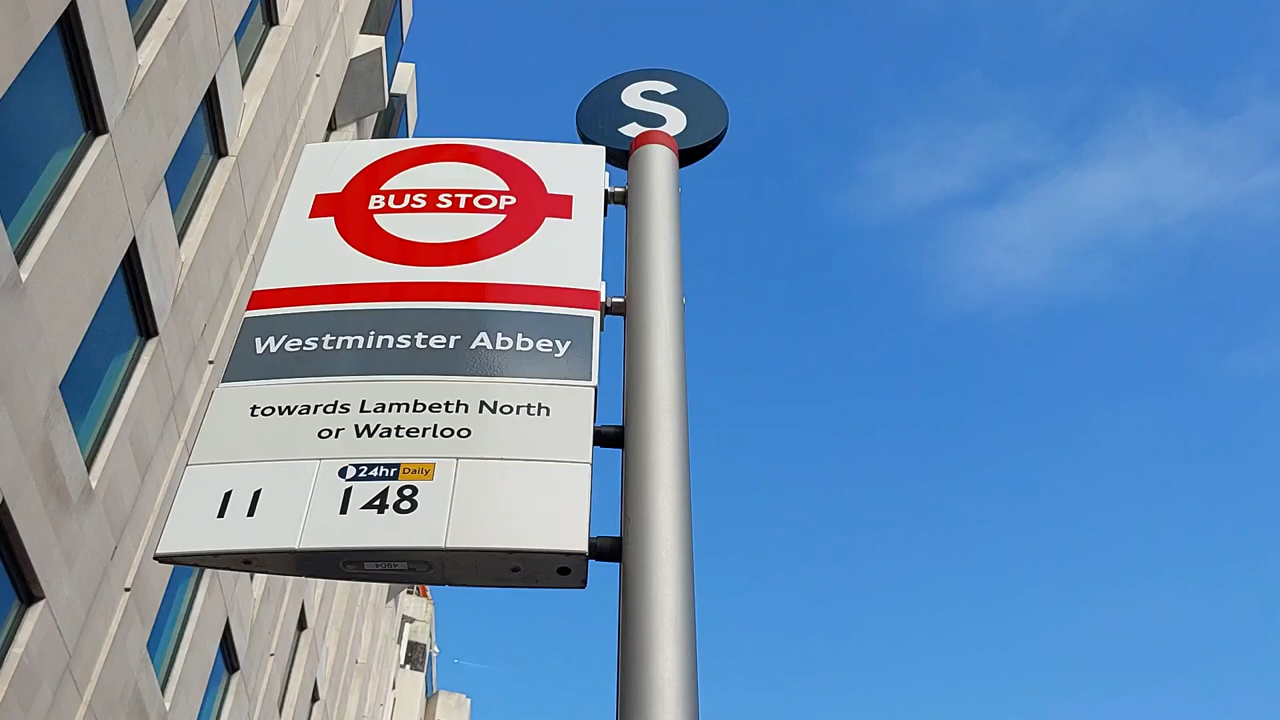 S
BUS STOP
Westminster Abbey
towards Lambeth North
or Waterloo
24hr Daily
11 148